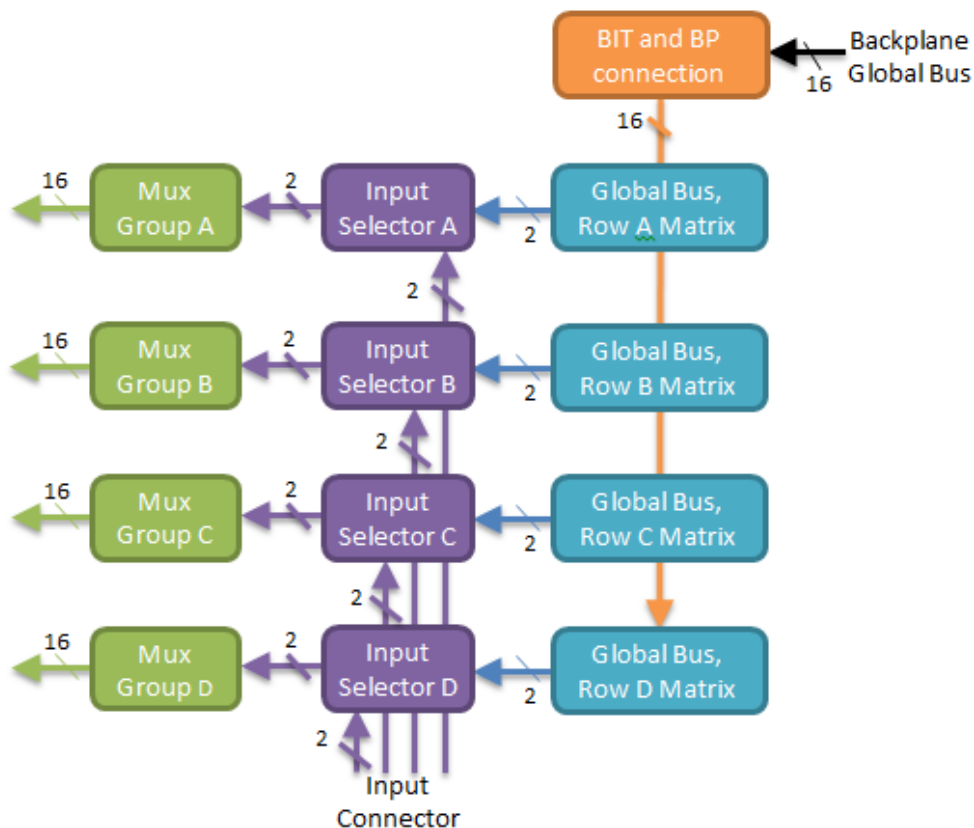 BIT and BP
connection
Backplane
Global Bus
16
16
16
Mux
Group A
2
Input
Selector A
2
Global Bus,
Row A Matrix
2
16
Mux
Group B
2
Input
Selector B
2
Global Bus,
Row B Matrix
2
16
Mux
Group C
2
Input
Selector C
2
Global Bus,
Row C Matrix
2
16
Mux
Group D
2
Input
Selector D
2
Global Bus,
Row D Matrix
2
Input
Connector